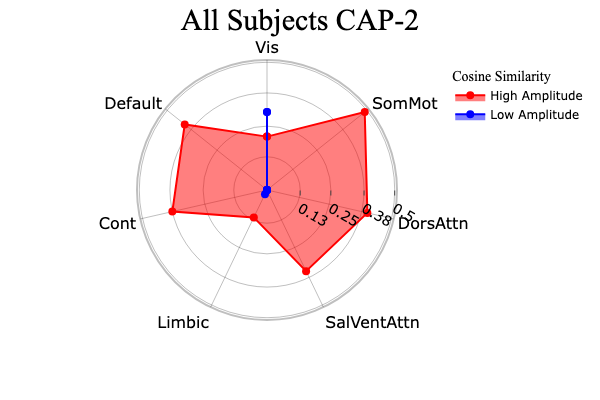 All Subjects CAP-2
Vis
Default
SomMot
Cosine Similarity
High Amplitude
Low Amplitude
0.13
0.25
0.38
0.5
Cont
DorsAttn
Limbic
SalVentAttn